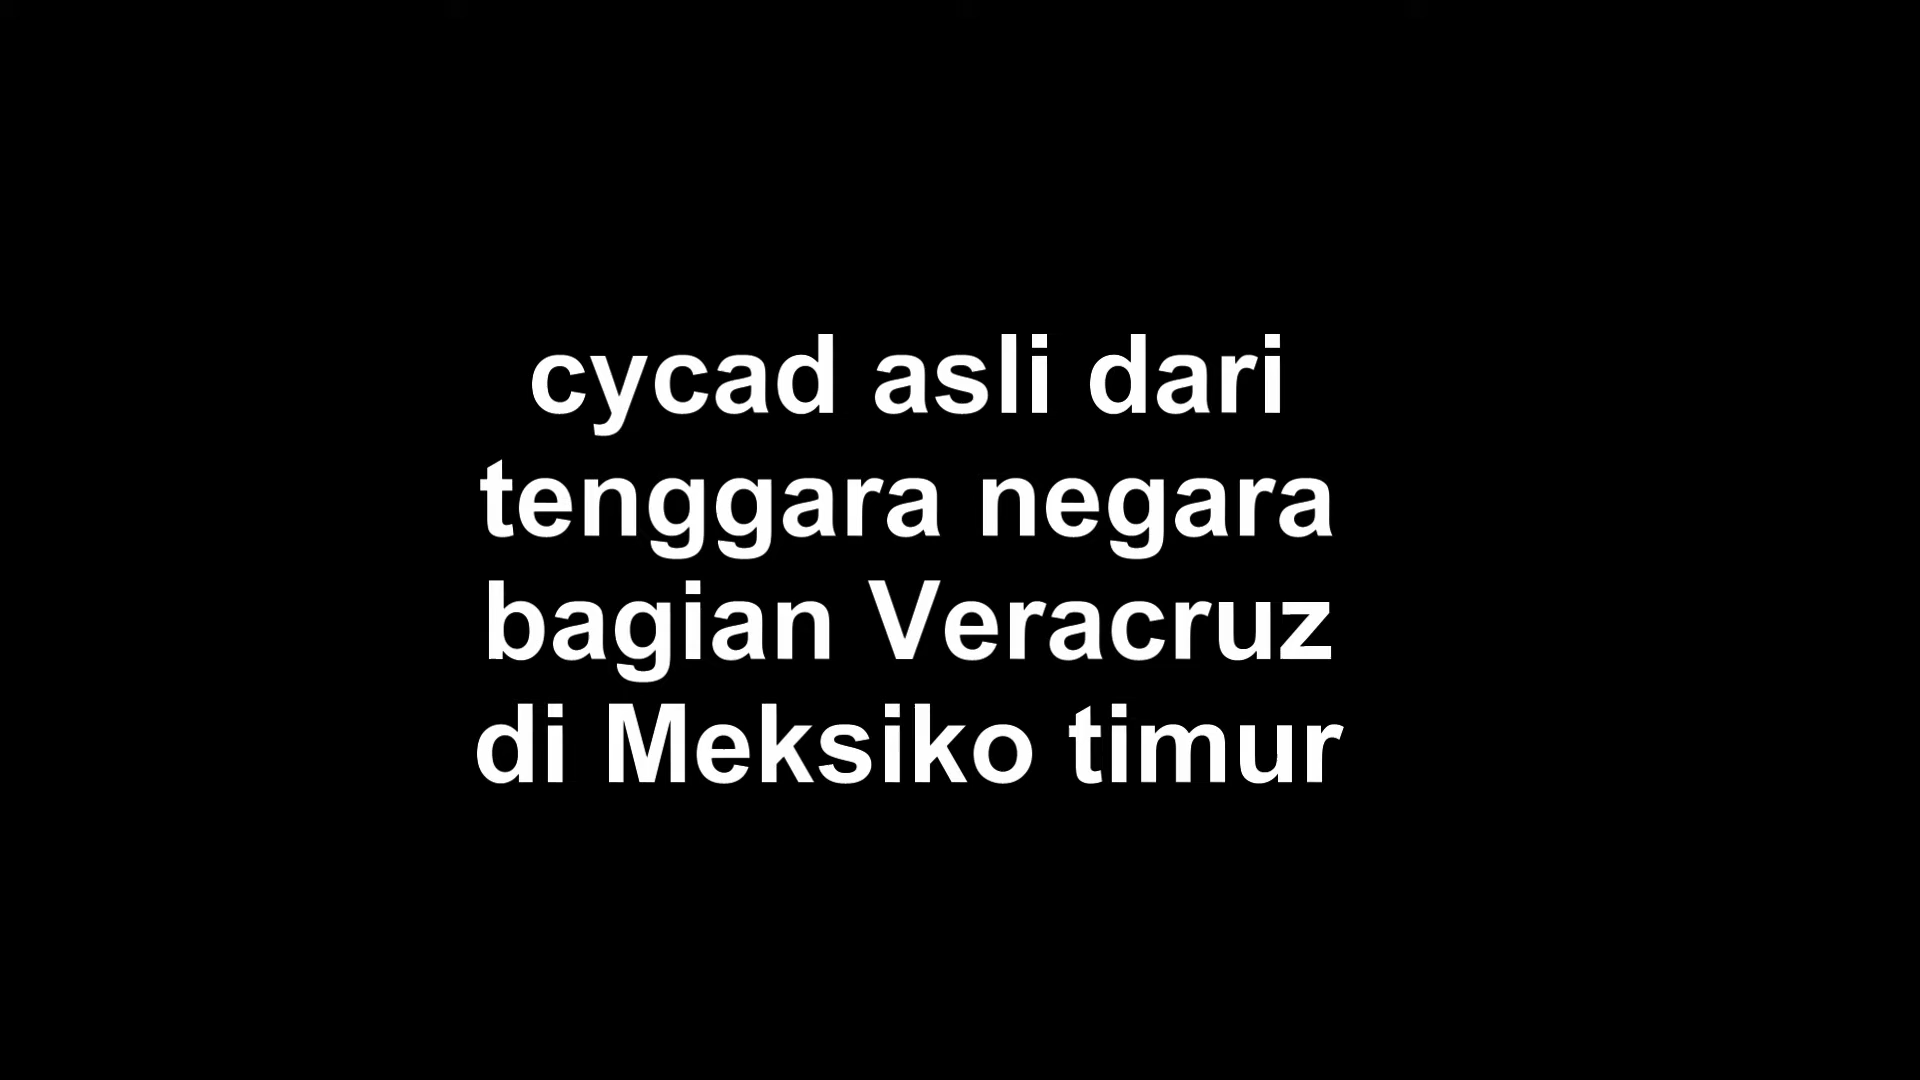 cycad asli dari
tenggara negara
bagian Veracruz
di Meksiko timur